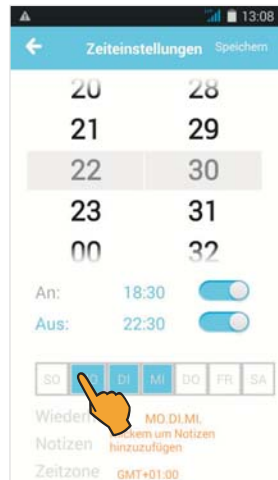 13:08
Zeiteinstellungen Speichern
20 28
21 29
22 30
23 31
00 32
An: 18:30
Aus: 22:30
SO DI MI DO FR SA
MO.DI.MI.
Notizen um Notizen
hinzuzufügen
Zeitzone GMT+01:00